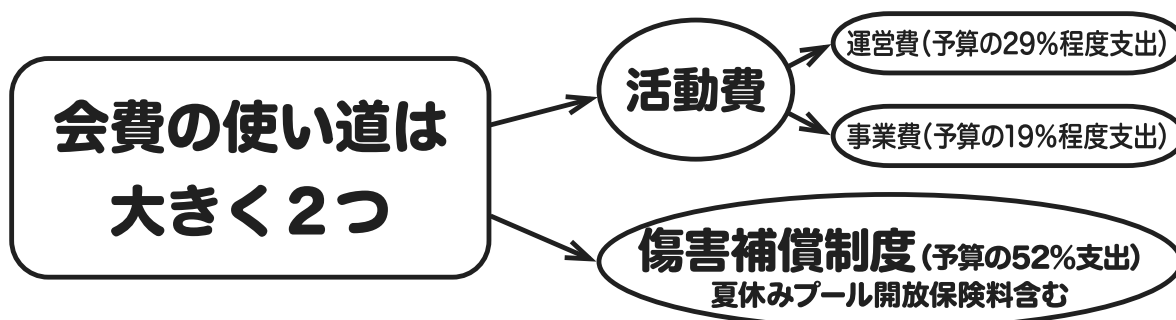 会費の使い道は
大きく２つ
活動費
運営費（予算の29%程度支出）
事業費（予算の19%程度支出）
傷害補償制度（予算の52%支出）
夏休みプール開放保険料含む